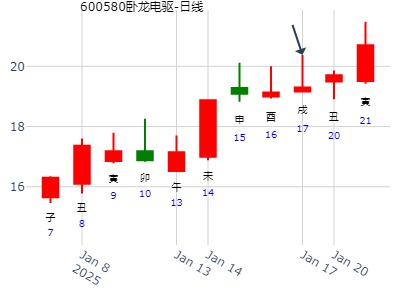 600580卧龙电驱-日线
20
18
16
子
7
丑
8
寅
9
卯
10
午
13
未
14
申
15
酉
16
戌
17
丑
20
寅
21
Jan 8
2025
Jan 13
Jan 14
Jan 17
Jan 20